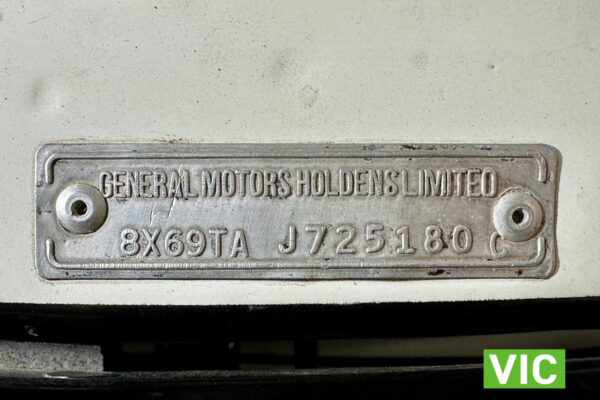 GENERAL MOTORS HOLDENS LIMITED
8X69TA J725180 C
VIC